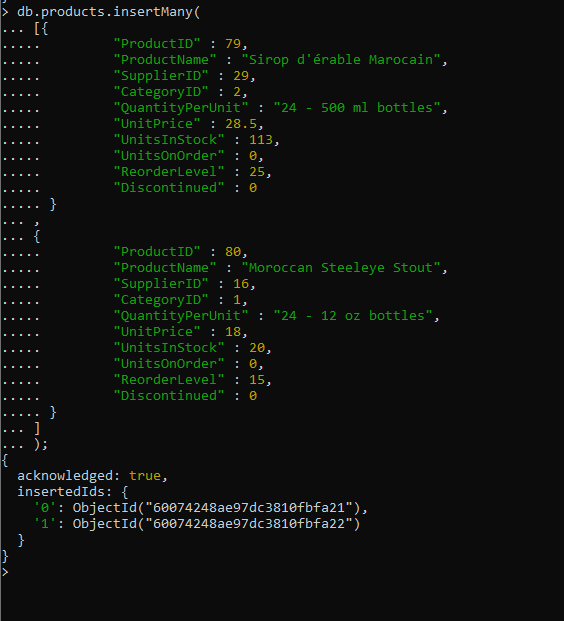 > db.products.insertMany(
... [{
..... "ProductID" : 79,
..... "ProductName" : "Sirop d'érable Marocain",
..... "SupplierID" : 29,
..... "CategoryID" : 2,
..... "QuantityPerUnit" : "24 - 500 ml bottles",
..... "UnitPrice" : 28.5,
..... "UnitsInStock" : 113,
..... "UnitsOnOrder" : 0,
..... "ReorderLevel" : 25,
..... "Discontinued" : 0
..... }
... ,
... {
..... "ProductID" : 80,
..... "ProductName" : "Moroccan Steeleye Stout",
..... "SupplierID" : 16,
..... "CategoryID" : 1,
..... "QuantityPerUnit" : "24 - 12 oz bottles",
..... "UnitPrice" : 18,
..... "UnitsInStock" : 20,
..... "UnitsOnOrder" : 0,
..... "ReorderLevel" : 15,
..... "Discontinued" : 0
..... }
... ]
... );
{
acknowledged: true,
insertedIds: {
'0': ObjectId("60074248ae97dc3810fbfa21"),
'1': ObjectId("60074248ae97dc3810fbfa22")
}
}
>